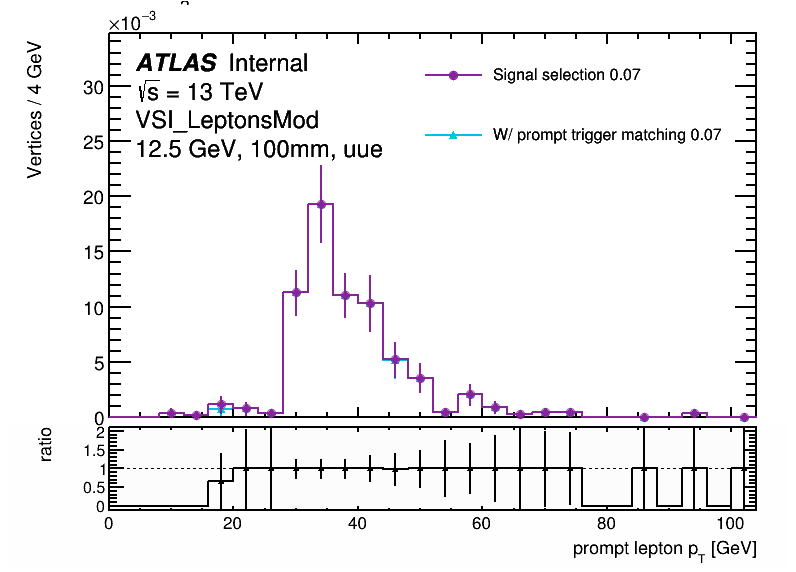 ×10⁻³
Vertices / 4 GeV
30
25
20
15
10
5
0
ATLAS Internal
√s = 13 TeV
VSI_LeptonsMod
12.5 GeV, 100mm, uue
Signal selection 0.07
W/ prompt trigger matching 0.07
ratio
2
1.5
1
0.5
0
0 20 40 60 80 100
prompt lepton p_T [GeV]